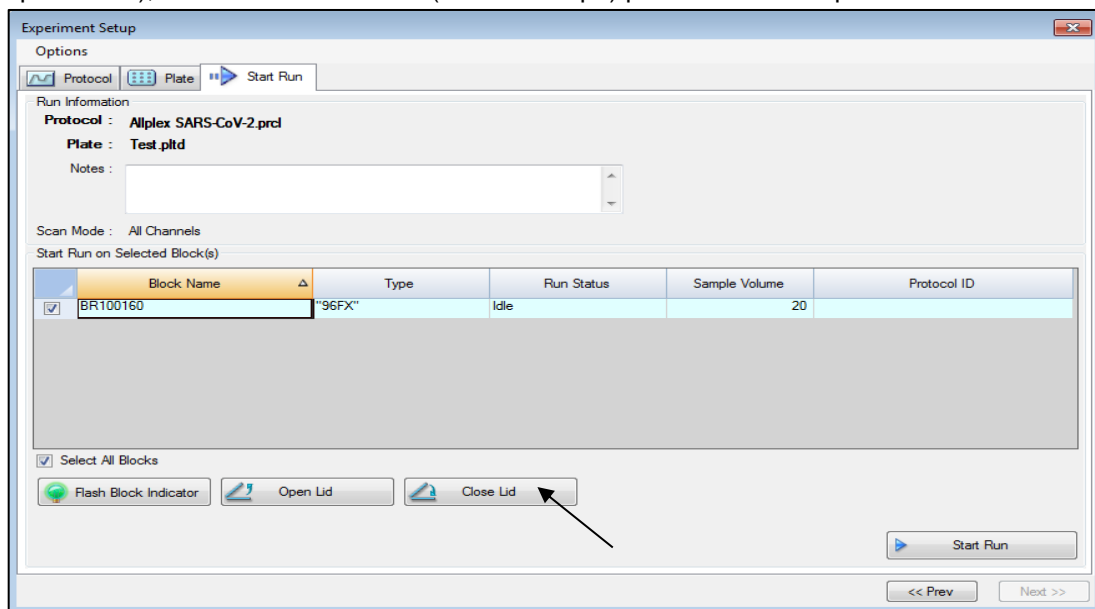 Experiment Setup
Options
Protocol Plate Start Run
Run Information
Protocol : Allplex SARS-CoV-2.prcl
Plate : Test.pltd
Notes :
Scan Mode : All Channels
Start Run on Selected Block(s)
Block Name Type Run Status Sample Volume Protocol ID
BR100160 "96FX" Idle 20
Select All Blocks
Flash Block Indicator Open Lid Close Lid
Start Run
<< Prev Next >>